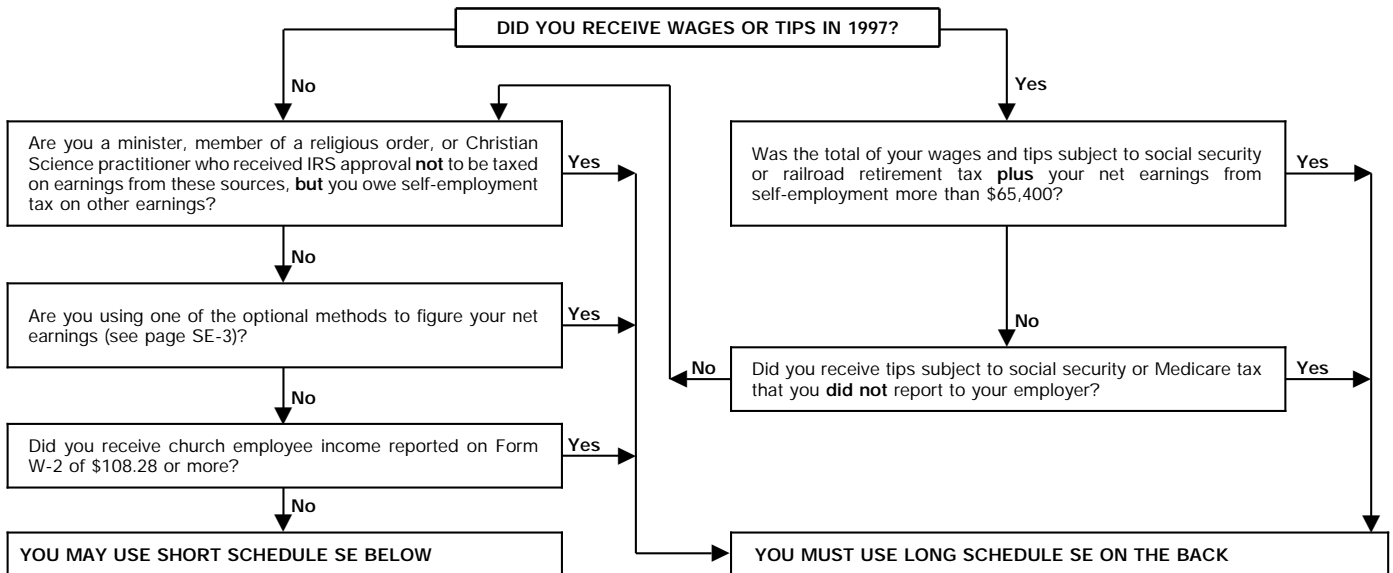 DID YOU RECEIVE WAGES OR TIPS IN 1997?
No
Yes
Are you a minister, member of a religious order, or Christian
Science practitioner who received IRS approval not to be taxed
on earnings from these sources, but you owe self-employment
tax on other earnings?
Yes
Was the total of your wages and tips subject to social security
or railroad retirement tax plus your net earnings from
self-employment more than $65,400?
Yes
No
Are you using one of the optional methods to figure your net
earnings (see page SE-3)?
Yes
No
No
Did you receive tips subject to social security or Medicare tax
that you did not report to your employer?
Yes
No
Did you receive church employee income reported on Form
W-2 of $108.28 or more?
Yes
No
YOU MAY USE SHORT SCHEDULE SE BELOW
YOU MUST USE LONG SCHEDULE SE ON THE BACK